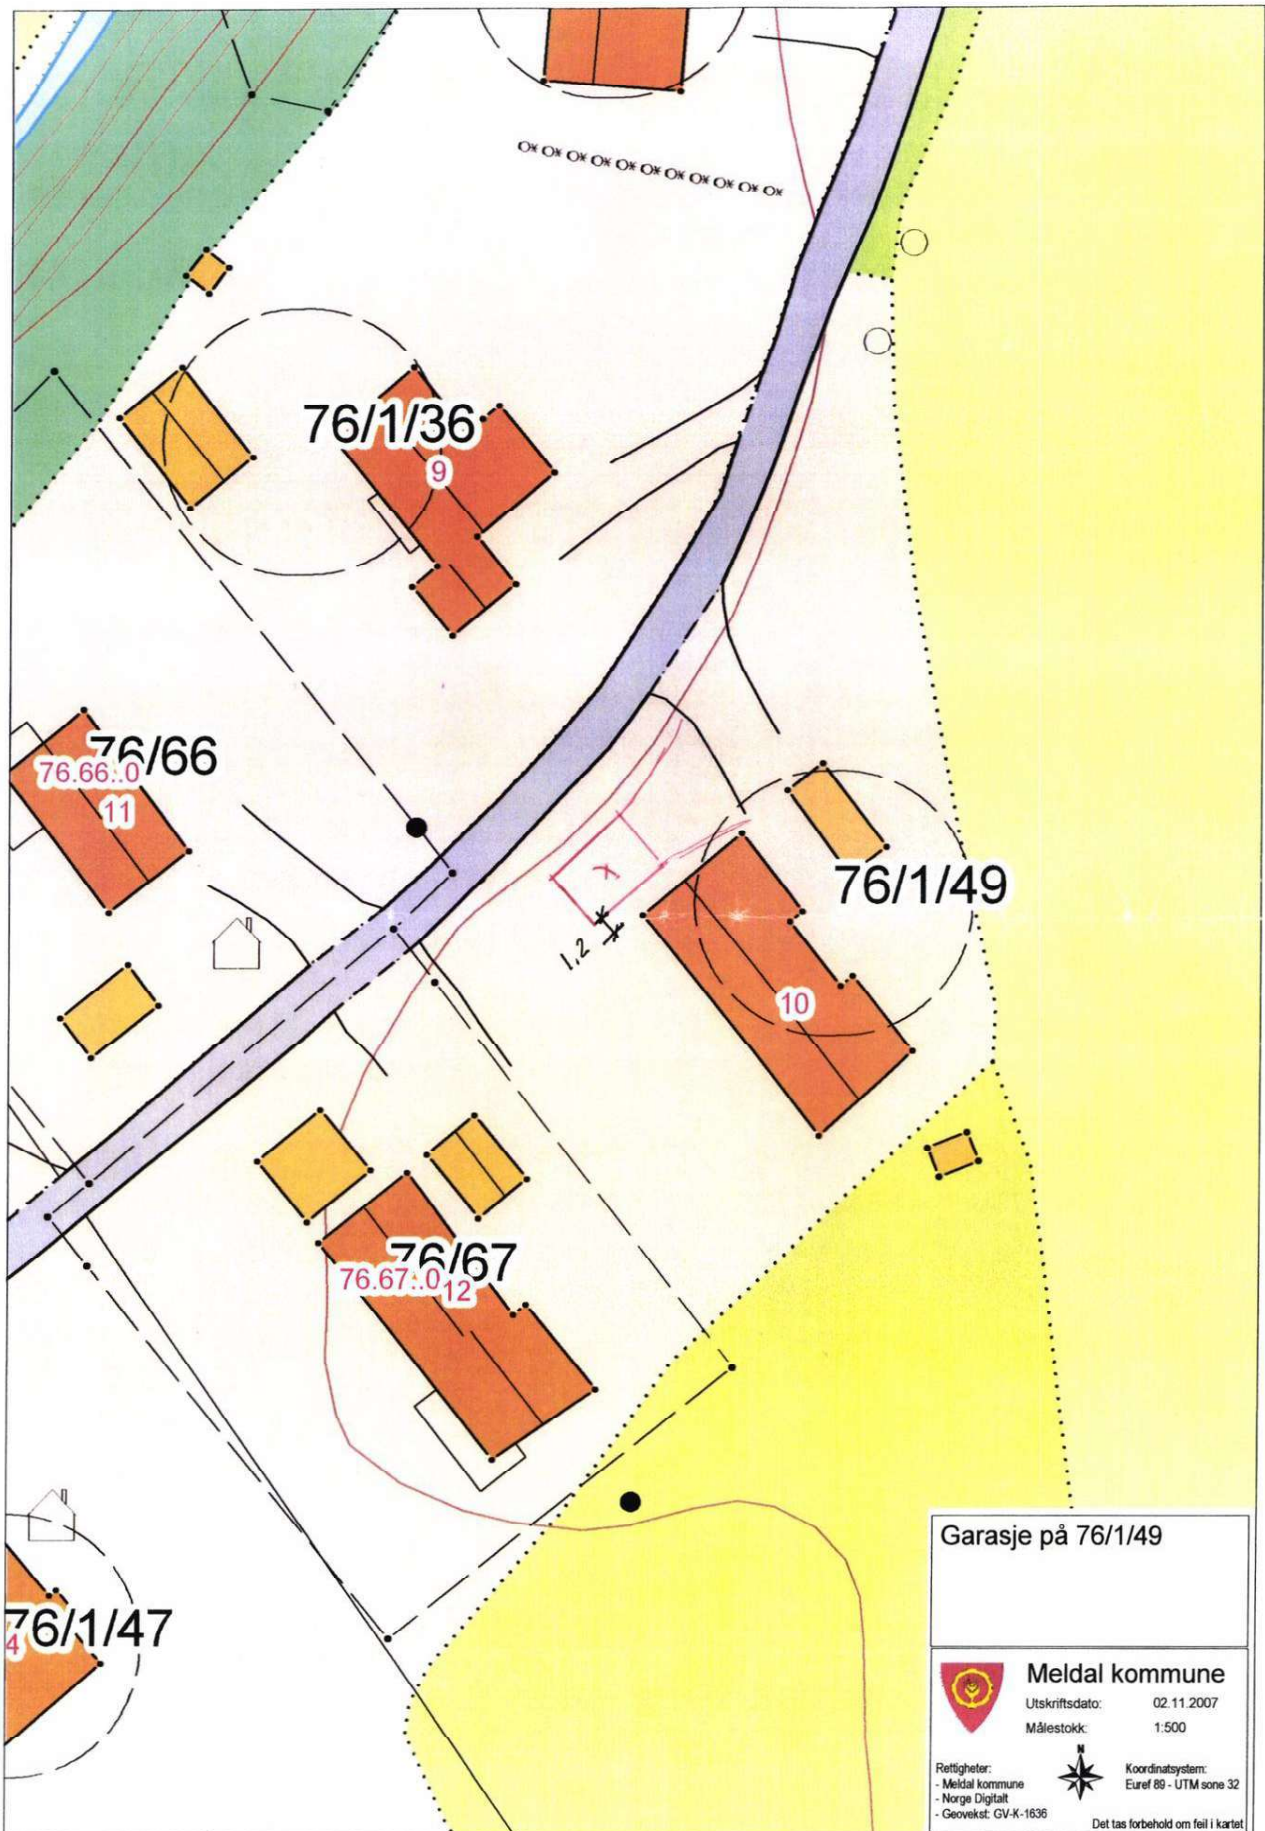 76/1/36
9
76/66
76.66..0
11
1,2
76/1/49
10
76/67
76.67..0
12
76/1/47
4
Garasje på 76/1/49
Meldal kommune
Utskriftsdato: 02.11.2007
Målestokk: 1:500
N
Rettigheter:
- Meldal kommune
- Norge Digitalt
- Geovekst: GV-K-1636
Koordinatsystem:
Euref 89 - UTM sone 32
Det tas forbehold om feil i kartet